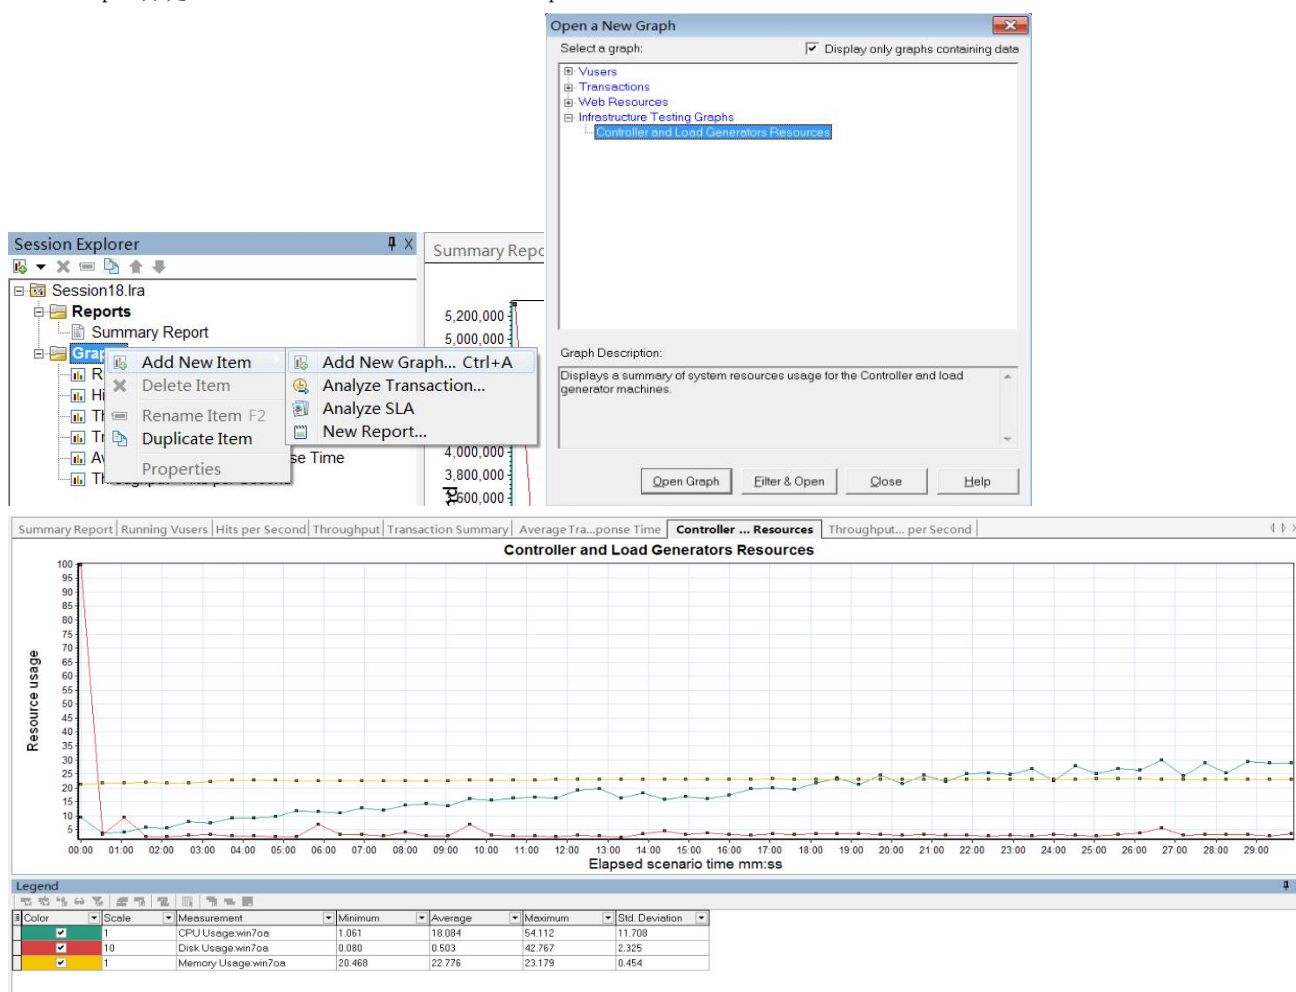 Open a New Graph
Select a graph:
Display only graphs containing data
Vusers
Transactions
Web Resources
Infrastructure Testing Graphs
Controller and Load Generators Resources
Graph Description:
Displays a summary of system resources usage for the Controller and load
generator machines.
Open Graph
Filter & Open
Close
Help
Session Explorer
Session18.lra
Reports
Summary Report
Add New Item
Delete Item
Rename Item F2
Duplicate Item
Properties
Add New Graph... Ctrl+A
Analyze Transaction...
Analyze SLA
New Report...
se Time
Summary Repo
5,200,000
5,000,000
4,000,000
3,800,000
600,000
Summary Report
Running Vusers
Hits per Second
Throughput
Transaction Summary
Average Tra...ponse Time
Controller ... Resources
Throughput... per Second
Controller and Load Generators Resources
Resource usage
100
95
90
85
80
75
70
65
60
55
50
45
40
35
30
25
20
15
10
5
00:00 01:00 02:00 03:00 04:00 05:00 06:00 07:00 08:00 09:00 10:00 11:00 12:00 13:00 14:00 15:00 16:00 17:00 18:00 19:00 20:00 21:00 22:00 23:00 24:00 25:00 26:00 27:00 28:00 29:00
Elapsed scenario time mm:ss
Legend
Color Scale Measurement Minimum Average Maximum Std. Deviation
1 CPU Usage:win7oa 1.061 18.084 54.112 11.708
10 Disk Usage:win7oa 0.080 0.503 42.767 2.325
1 Memory Usage:win7oa 20.468 22.776 23.179 0.454